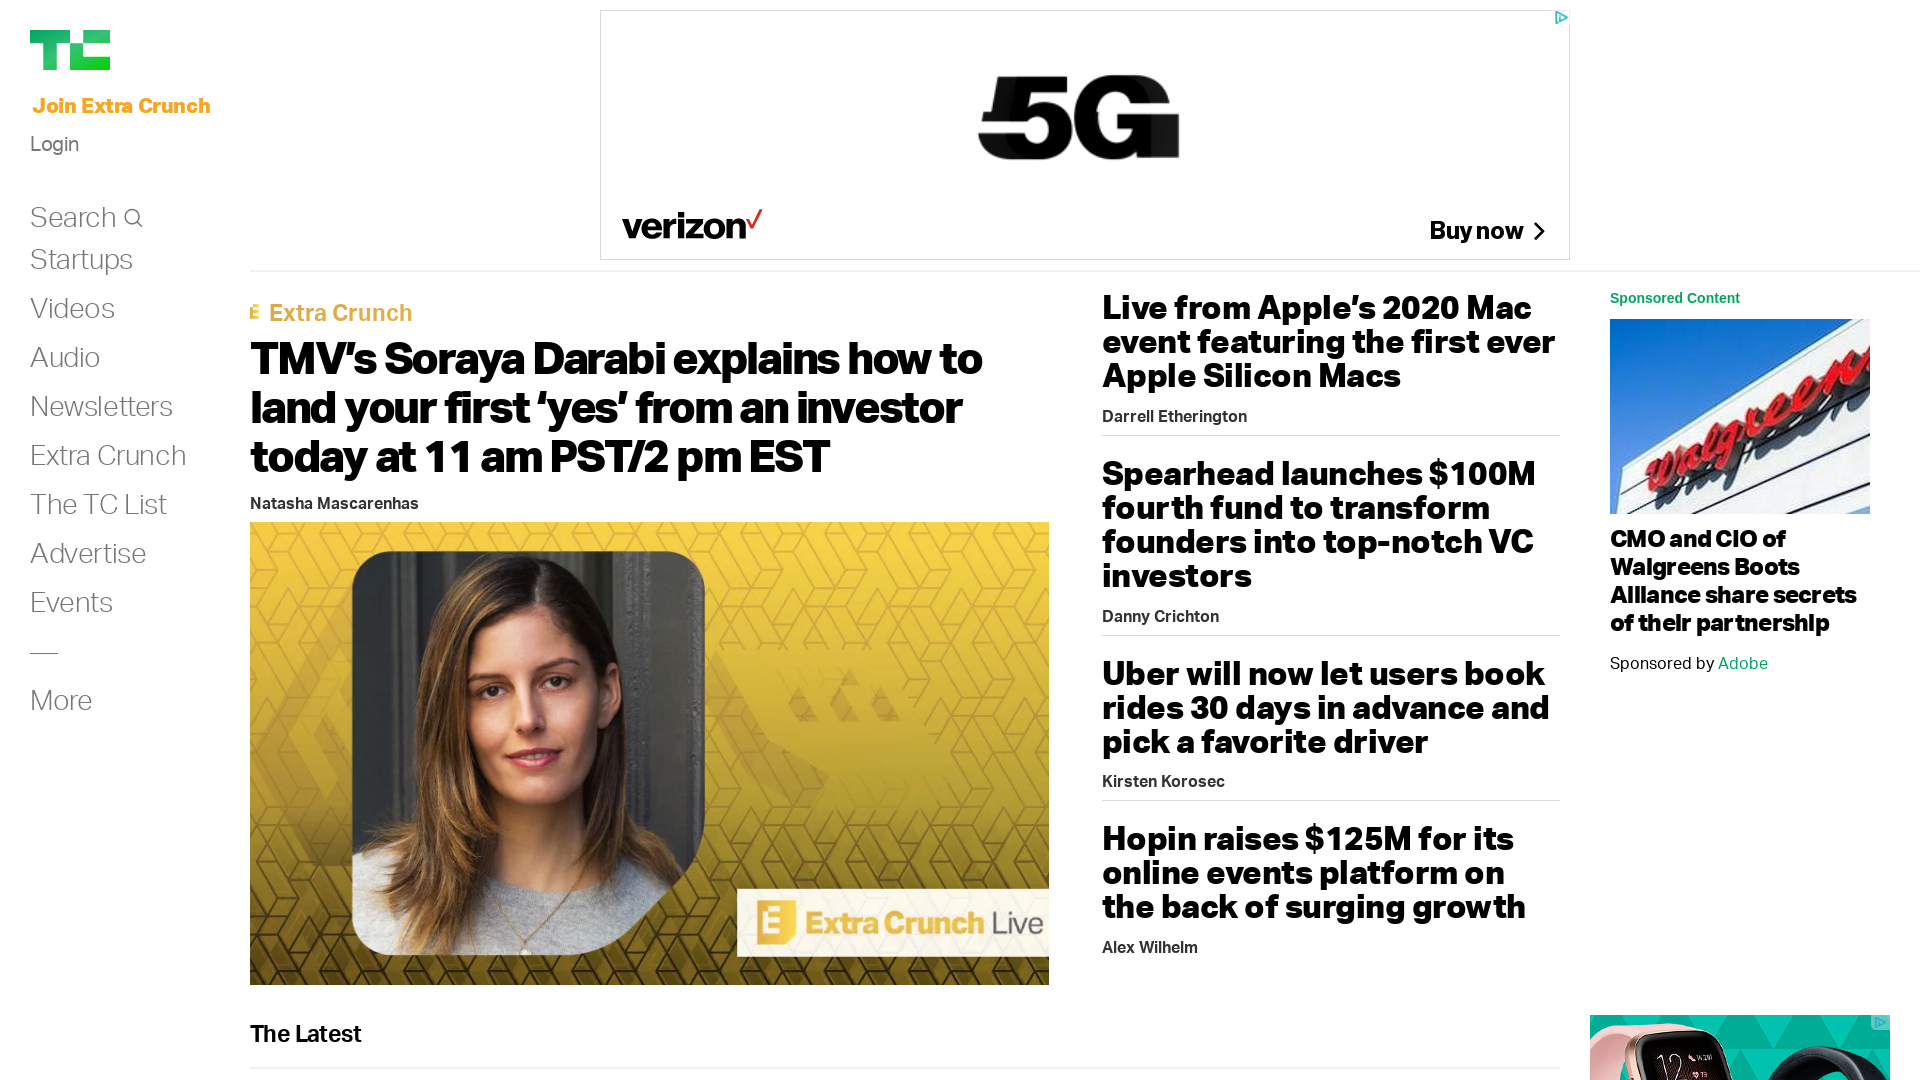 TC
Join Extra Crunch
Login
Search
Startups
Videos
Audio
Newsletters
Extra Crunch
The TC List
Advertise
Events
—
More
5G
verizon✓
Buy now
Extra Crunch
TMV’s Soraya Darabi explains how to
land your first ‘yes’ from an investor
today at 11 am PST/2 pm EST
Natasha Mascarenhas
Extra Crunch Live
Live from Apple’s 2020 Mac
event featuring the first ever
Apple Silicon Macs
Darrell Etherington
Spearhead launches $100M
fourth fund to transform
founders into top-notch VC
investors
Danny Crichton
Uber will now let users book
rides 30 days in advance and
pick a favorite driver
Kirsten Korosec
Hopin raises $125M for its
online events platform on
the back of surging growth
Alex Wilhelm
Sponsored Content
Walgreens
CMO and CIO of
Walgreens Boots
Alliance share secrets
of their partnership
Sponsored by Adobe
The Latest